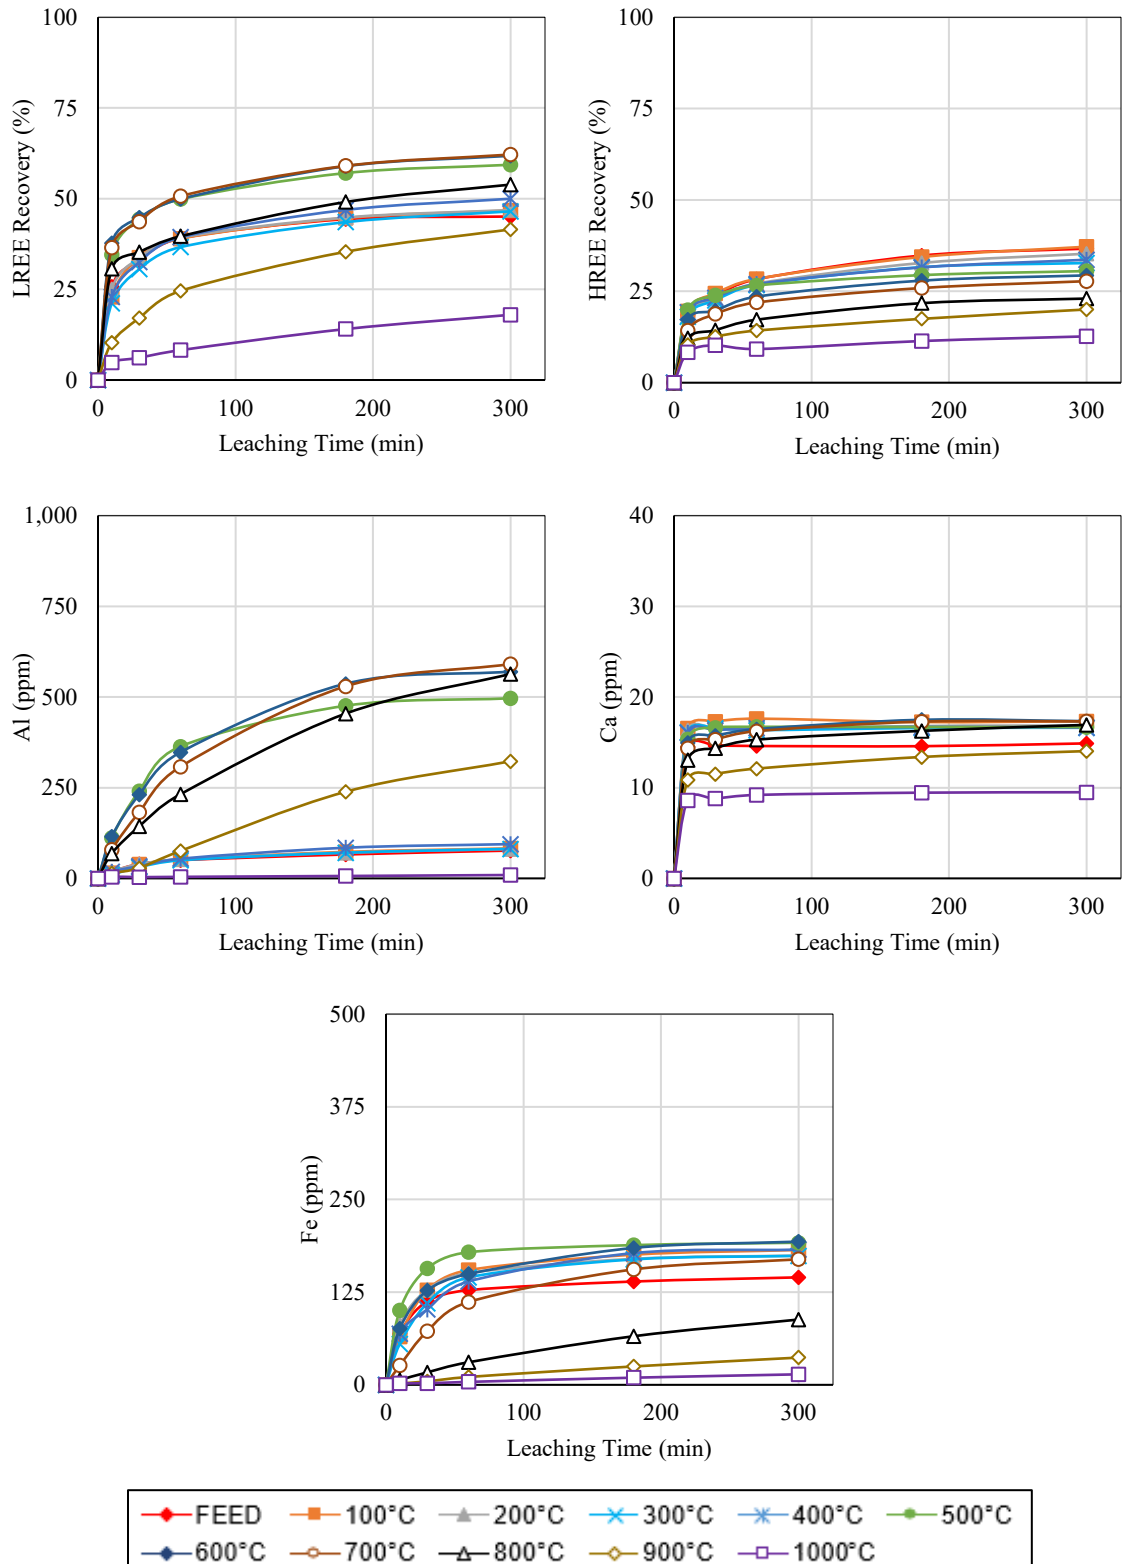 100
75
50
25
0
LREE Recovery (%)
0 100 200 300
Leaching Time (min)
100
75
50
25
0
HREE Recovery (%)
0 100 200 300
Leaching Time (min)
1,000
750
500
250
0
Al (ppm)
0 100 200 300
Leaching Time (min)
40
30
20
10
0
Ca (ppm)
0 100 200 300
Leaching Time (min)
500
375
250
125
0
Fe (ppm)
0 100 200 300
Leaching Time (min)
FEED 100°C 200°C 300°C 400°C 500°C
600°C 700°C 800°C 900°C 1000°C